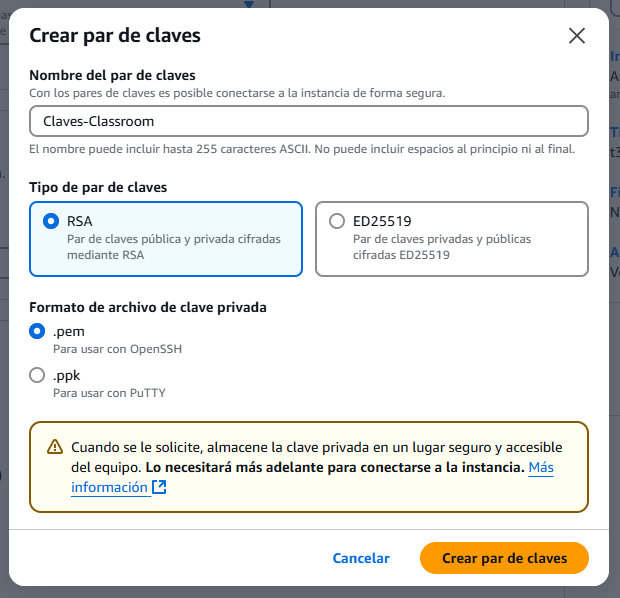 Crear par de claves
Nombre del par de claves
Con los pares de claves es posible conectarse a la instancia de forma segura.
Claves-Classroom
El nombre puede incluir hasta 255 caracteres ASCII. No puede incluir espacios al principio ni al final.
Tipo de par de claves
RSA
Par de claves pública y privada cifradas
mediante RSA
ED25519
Par de claves privadas y públicas
cifradas ED25519
Formato de archivo de clave privada
.pem
Para usar con OpenSSH
.ppk
Para usar con PuTTY
Cuando se le solicite, almacene la clave privada en un lugar seguro y accesible
del equipo. Lo necesitará más adelante para conectarse a la instancia. Más
información
Cancelar
Crear par de claves